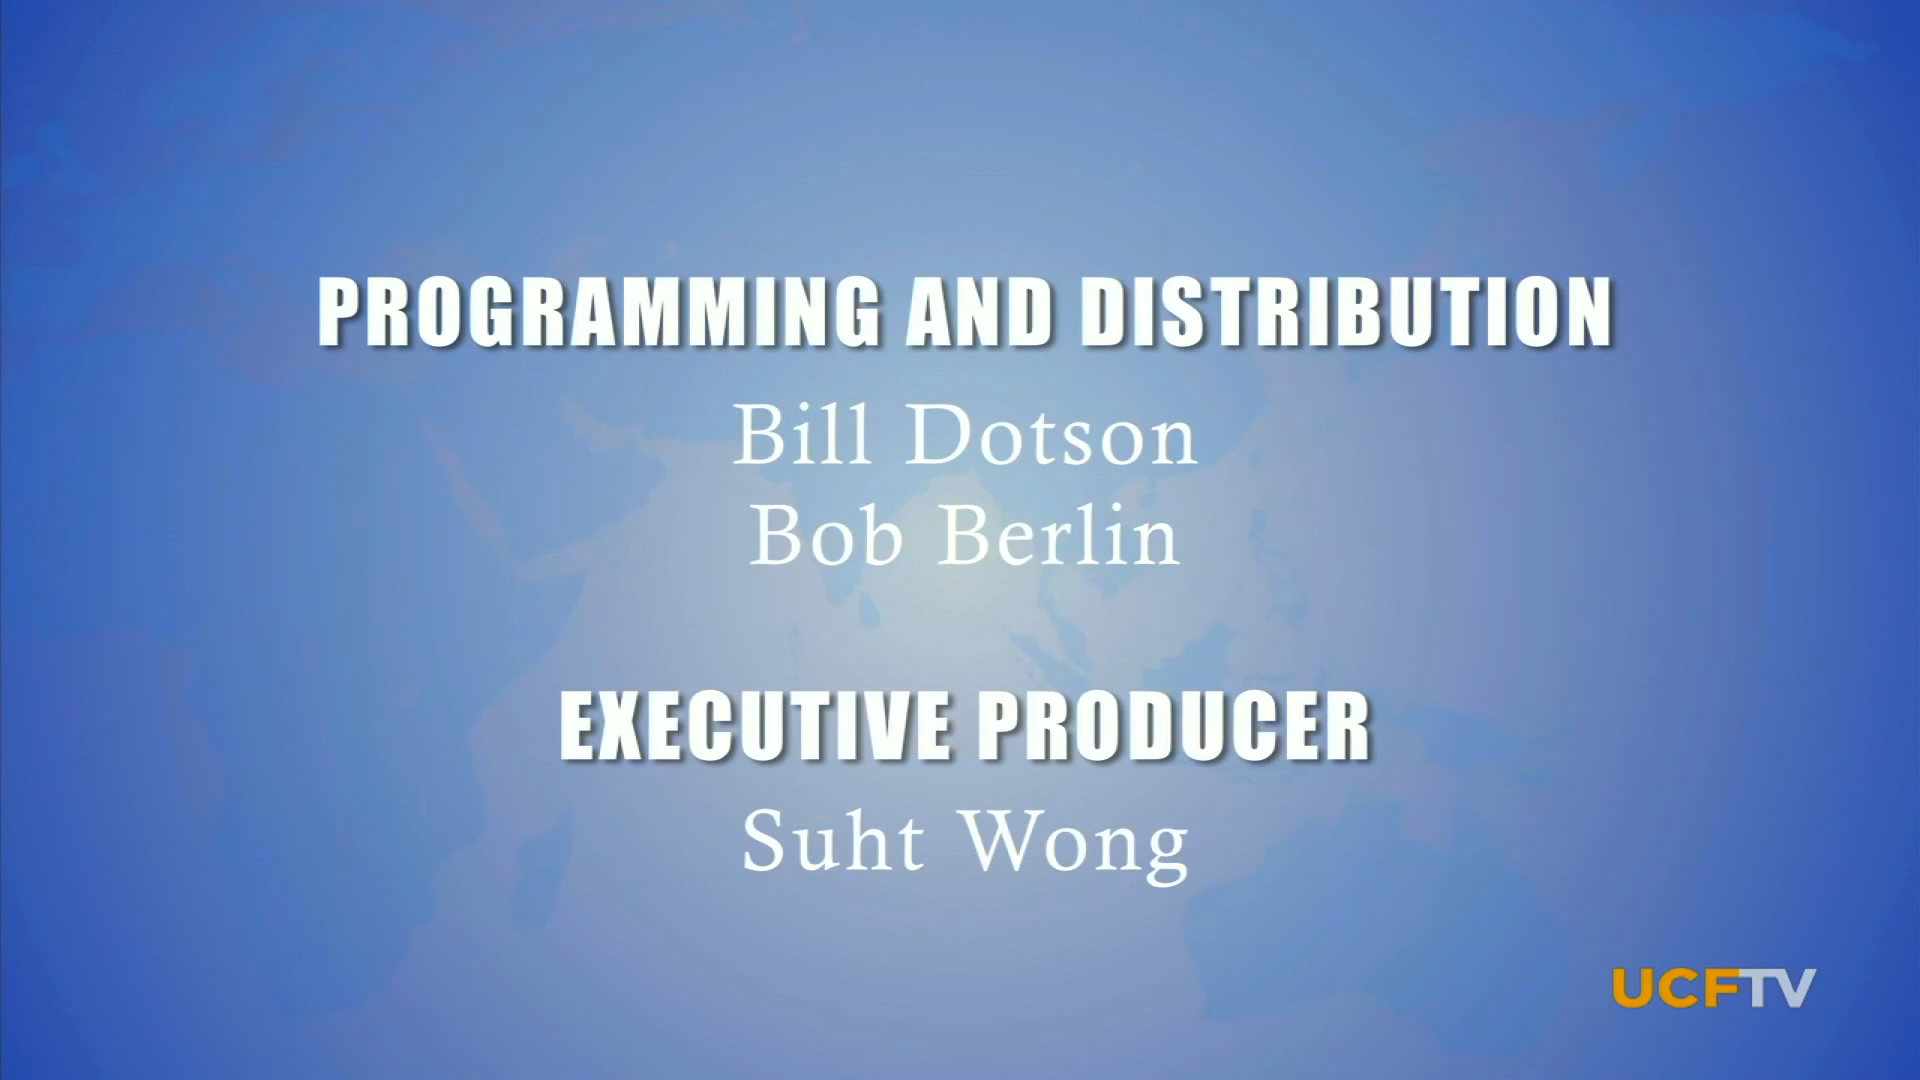 PROGRAMMING AND DISTRIBUTION
Bill Dotson
Bob Berlin
EXECUTIVE PRODUCER
Suht Wong
UCFTV